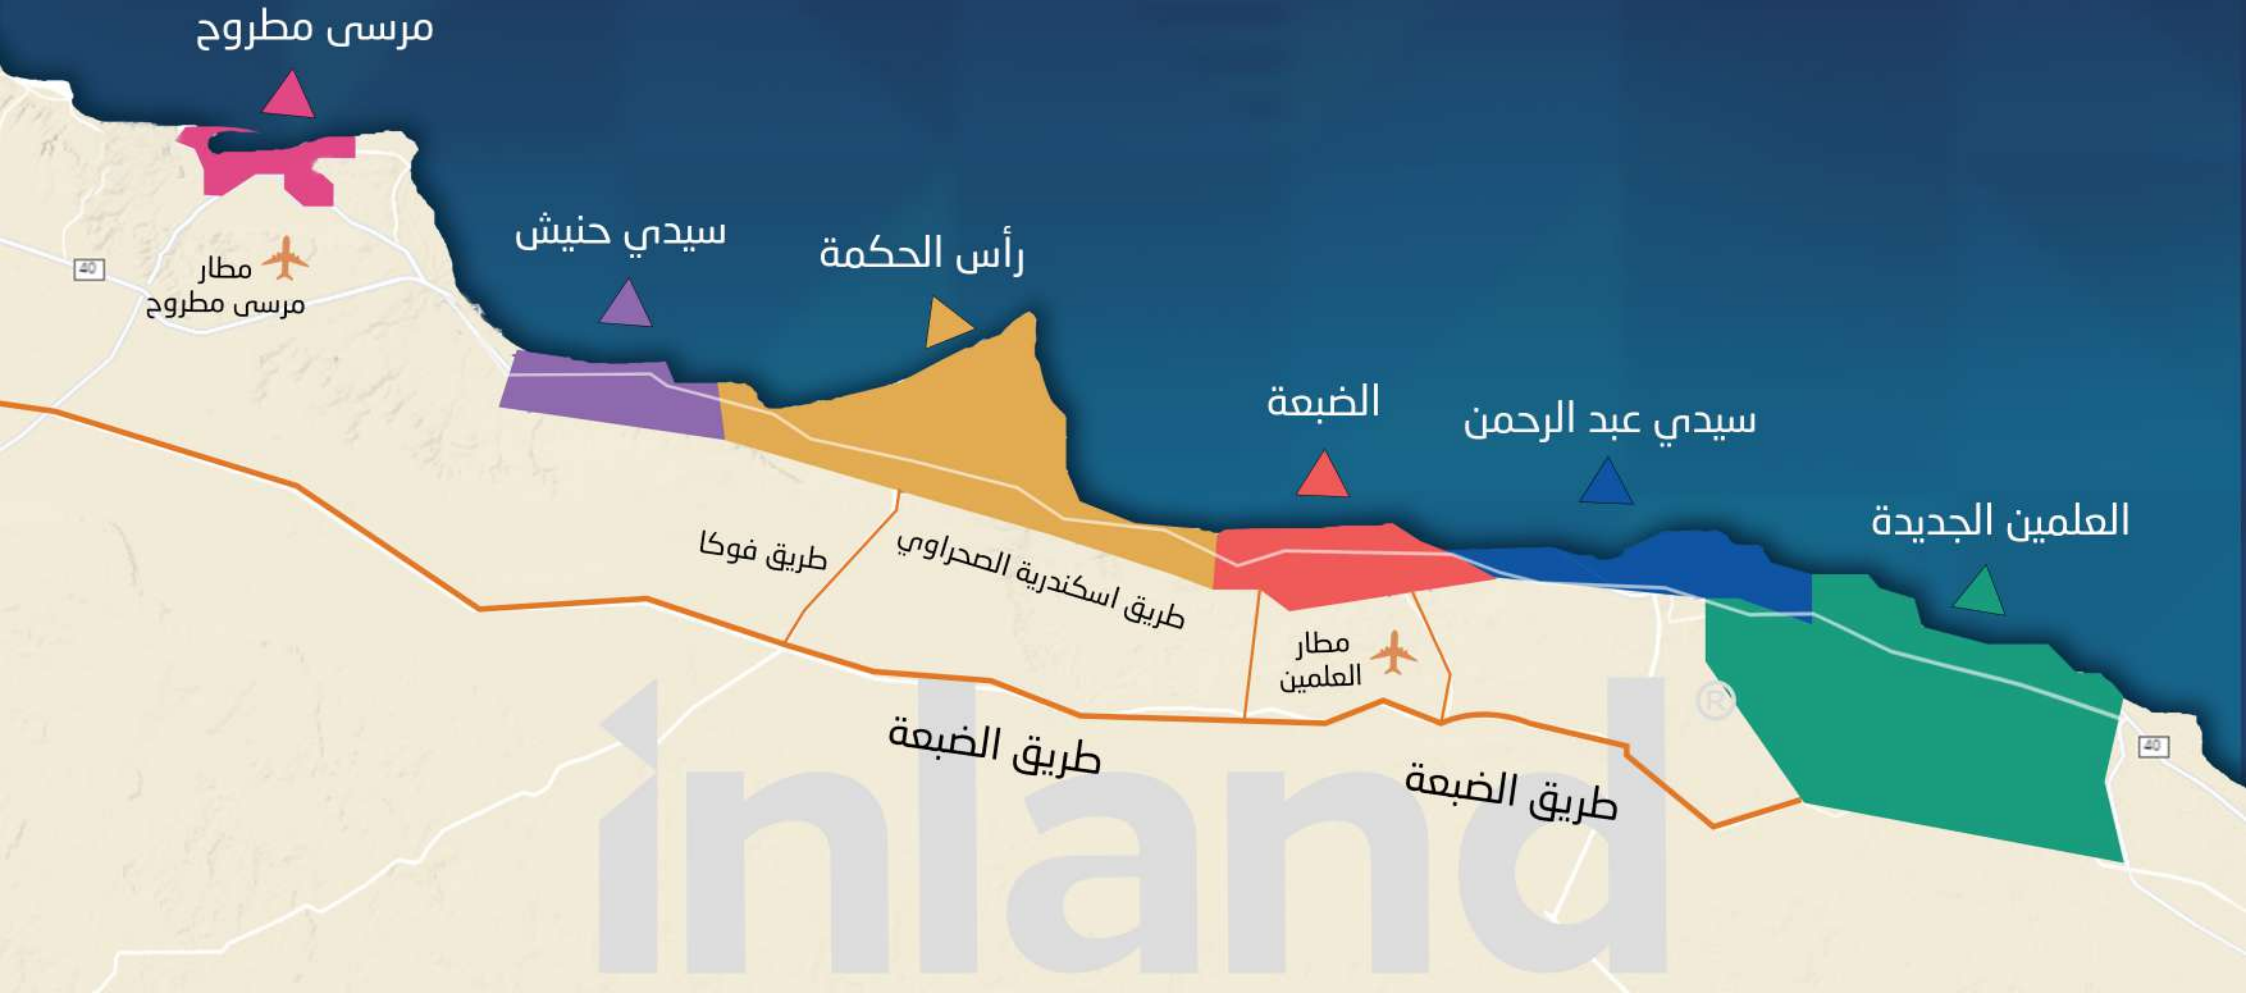 مرسى مطروح
سيدي حنيش
رأس الحكمة
الضبعة
سيدي عبد الرحمن
العلمين الجديدة
40
مطار
مرسى مطروح
طريق فوكا
طريق اسكندرية الصحراوي
مطار
العلمين
طريق الضبعة
طريق الضبعة
40
inland®